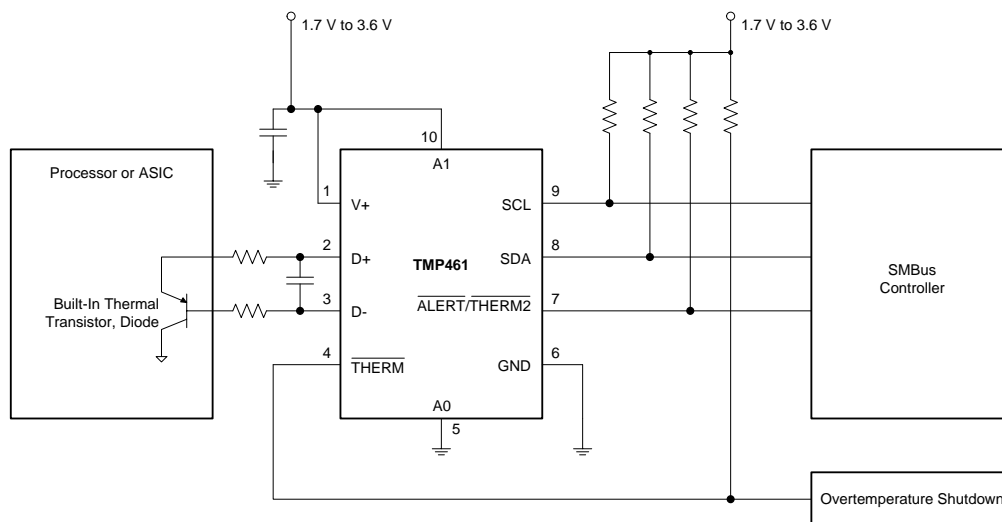 1.7 V to 3.6 V
1.7 V to 3.6 V
Processor or ASIC
Built-In Thermal
Transistor, Diode
10
A1
1
V+
2
D+
3
D-
4
THERM
TMP461
SCL
9
SDA
8
ALERT/THERM2
7
GND
6
A0
5
SMBus
Controller
Overtemperature Shutdown